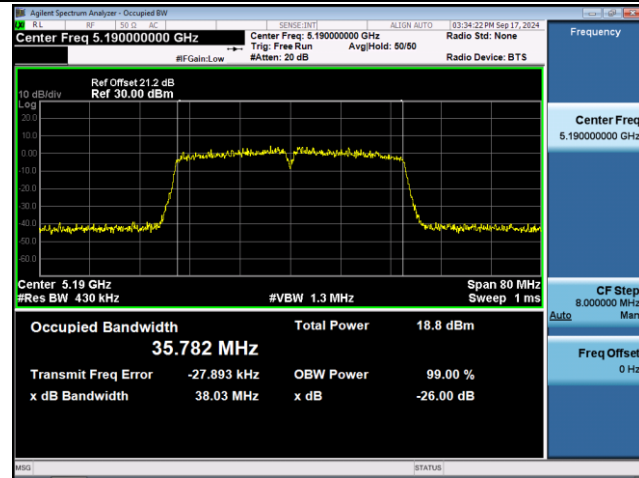 Agilent Spectrum Analyzer - Occupied BW
RL RF 50 Ω AC SENSE:INT ALIGN AUTO 03:34:22 PM Sep 17, 2024
Center Freq 5.190000000 GHz Center Freq: 5.190000000 GHz Radio Std: None
Trig: Free Run Avg|Hold: 50/50
#IFGain:Low #Atten: 20 dB Radio Device: BTS
Ref Offset 21.2 dB
10 dB/div Ref 30.00 dBm
Log
20.0
10.0
0.00
-10.0
-20.0
-30.0
-40.0
-50.0
-60.0
Center 5.19 GHz Span 80 MHz
#Res BW 430 kHz #VBW 1.3 MHz Sweep 1 ms
Occupied Bandwidth Total Power 18.8 dBm
35.782 MHz
Transmit Freq Error -27.893 kHz OBW Power 99.00 %
x dB Bandwidth 38.03 MHz x dB -26.00 dB
MSG STATUS
Frequency
Center Freq
5.190000000 GHz
CF Step
8.000000 MHz
Auto Man
Freq Offset
0 Hz